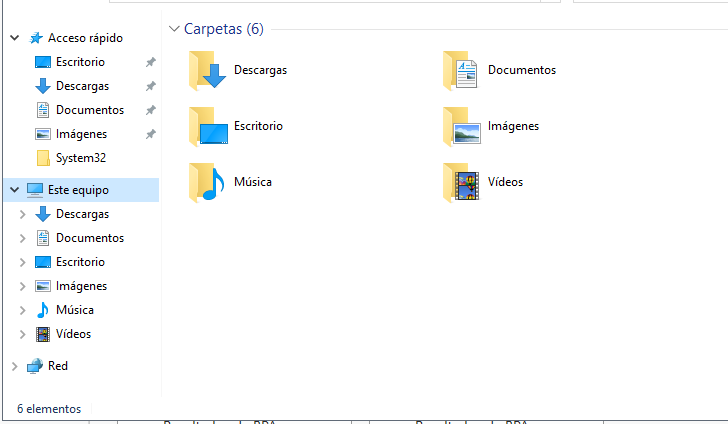 Carpetas (6)
Acceso rápido
Escritorio
Descargas
Documentos
Imágenes
System32
Este equipo
Descargas
Documentos
Escritorio
Imágenes
Música
Vídeos
Red
Descargas
Documentos
Escritorio
Imágenes
Música
Vídeos
6 elementos